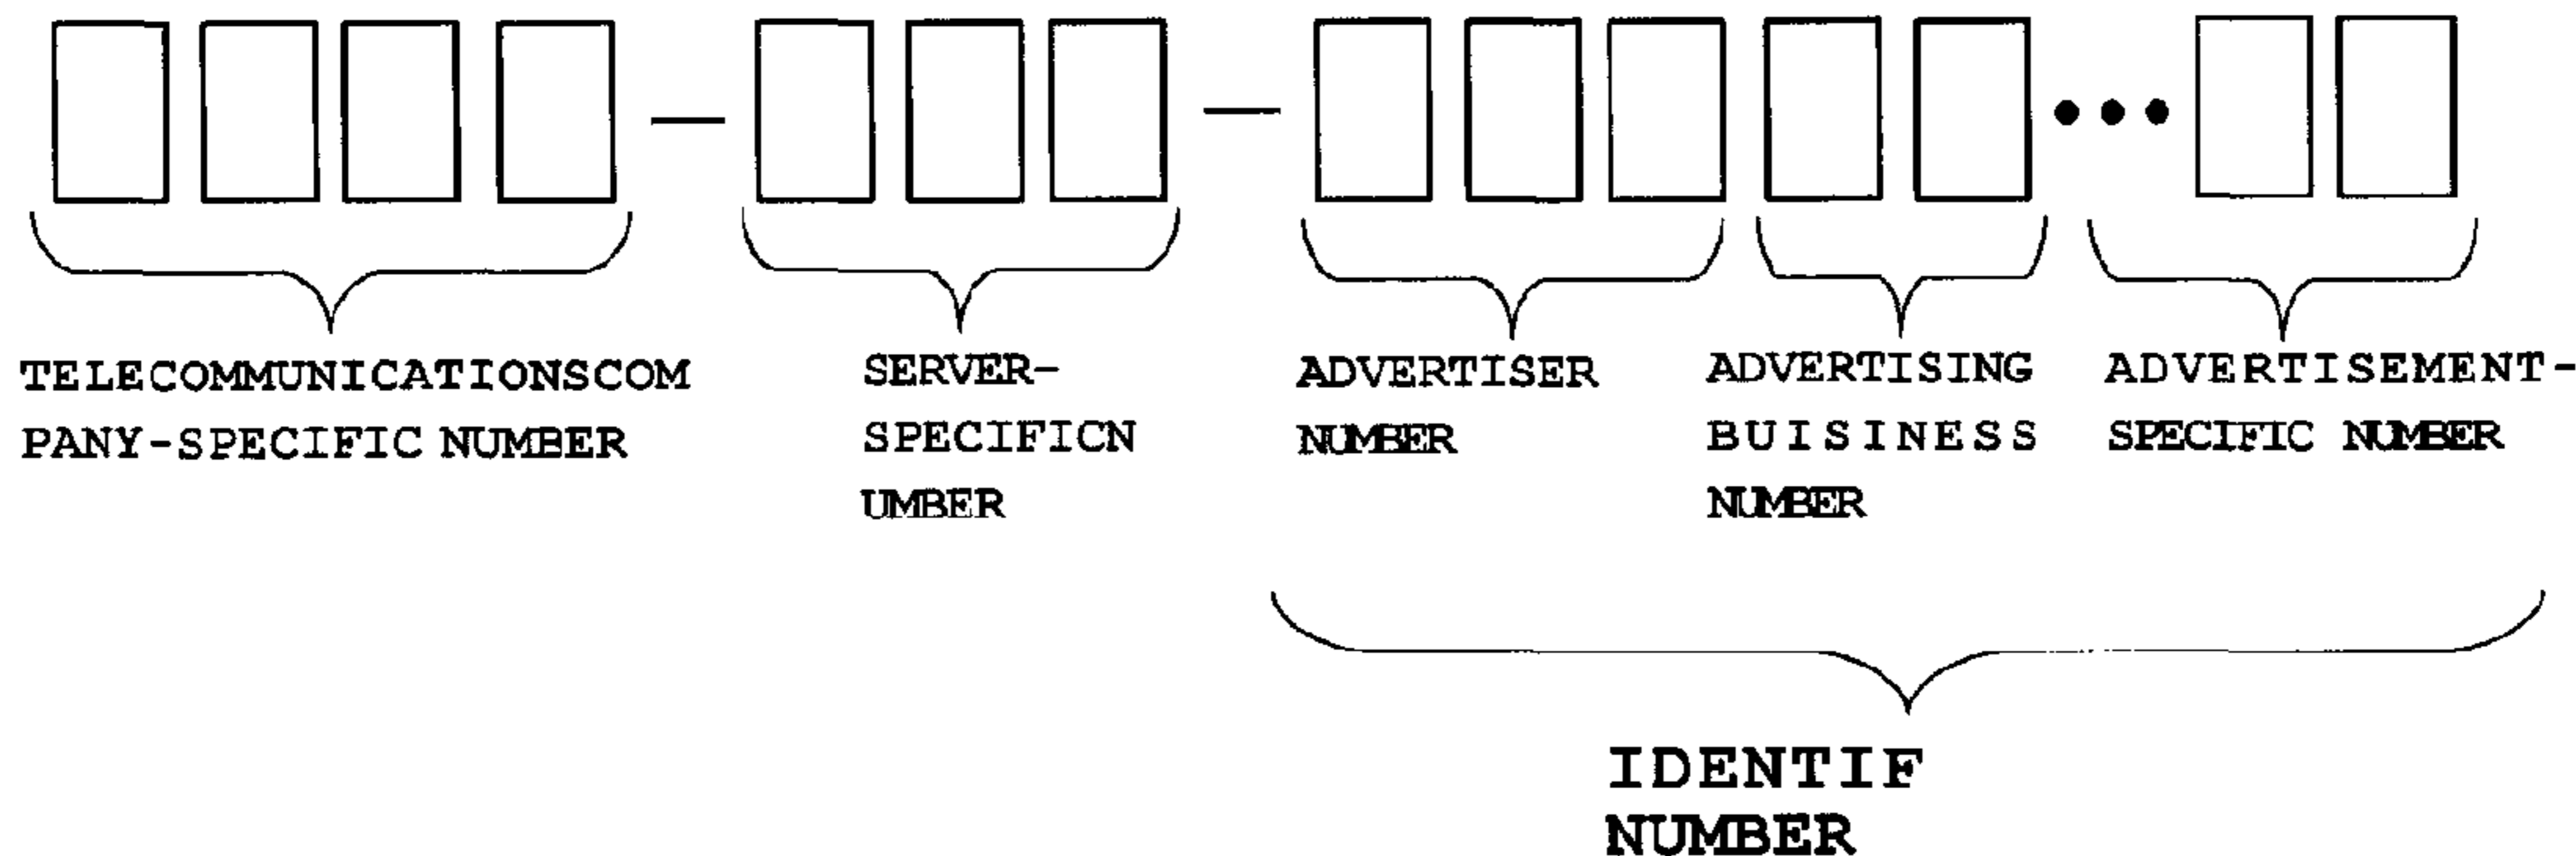 TELECOMMUNICATIONSCOM
PANY-SPECIFIC NUMBER
SERVER-
SPECIFICN
UMBER
ADVERTISER
NUMBER
ADVERTISING
BUISINESS
NUMBER
ADVERTISEMENT-
SPECIFIC NUMBER
IDENTIF
NUMBER